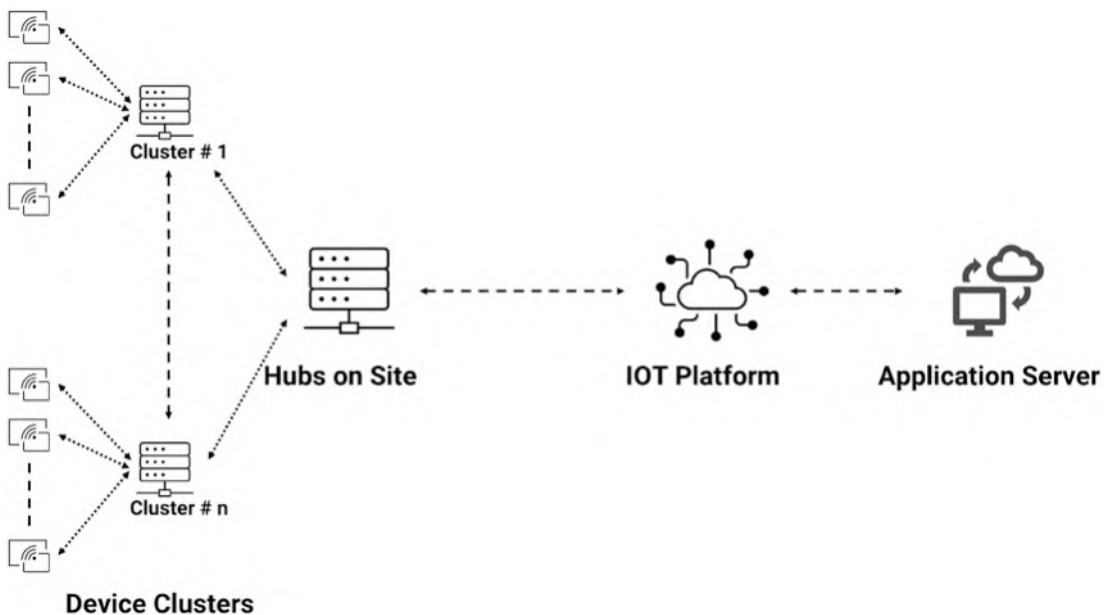 Cluster # 1
Hubs on Site
IOT Platform
Application Server
Cluster # n
Device Clusters